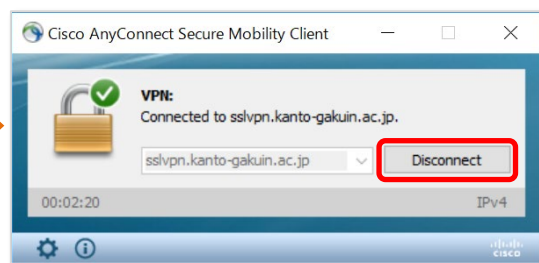 Cisco AnyConnect Secure Mobility Client
VPN:
Connected to sslvpn.kanto-gakuin.ac.jp.
sslvpn.kanto-gakuin.ac.jp
Disconnect
00:02:20
IPv4
CISCO